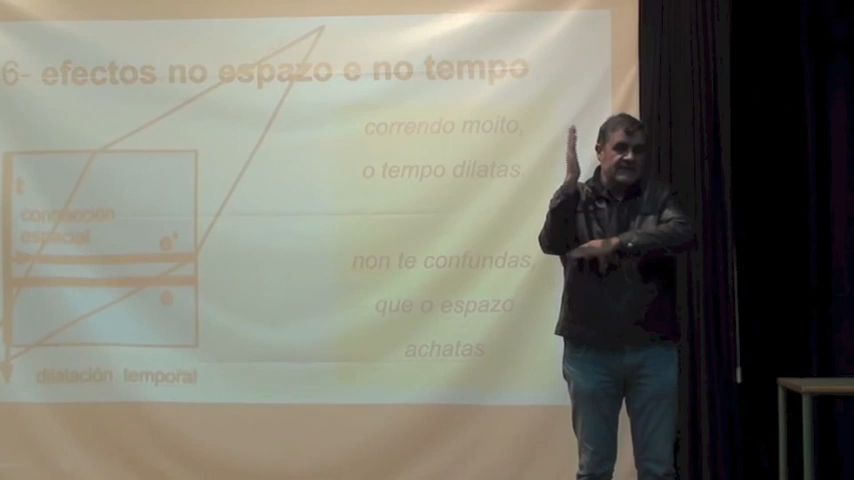 6- efectos no espazo e no tempo
correndo moito,
o tempo dilatas.
t
contracción
espacial
e'
non te confundas,
e
que o espazo
achatas
dilatación temporal